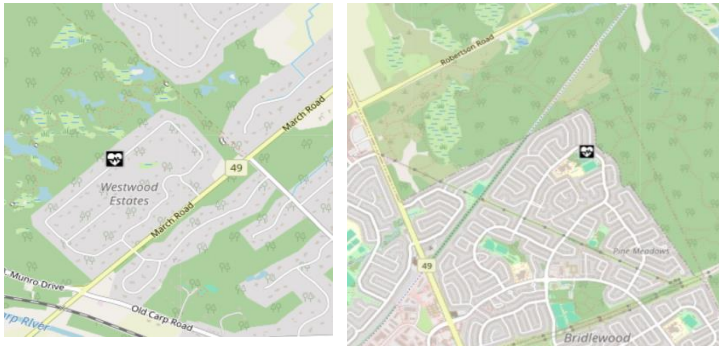 49
March Road
Westwood
Estates
March Road
Munro Drive
Old Carp Road
arp River
Robertson Road
49
Pine Meadows
Bridlewood